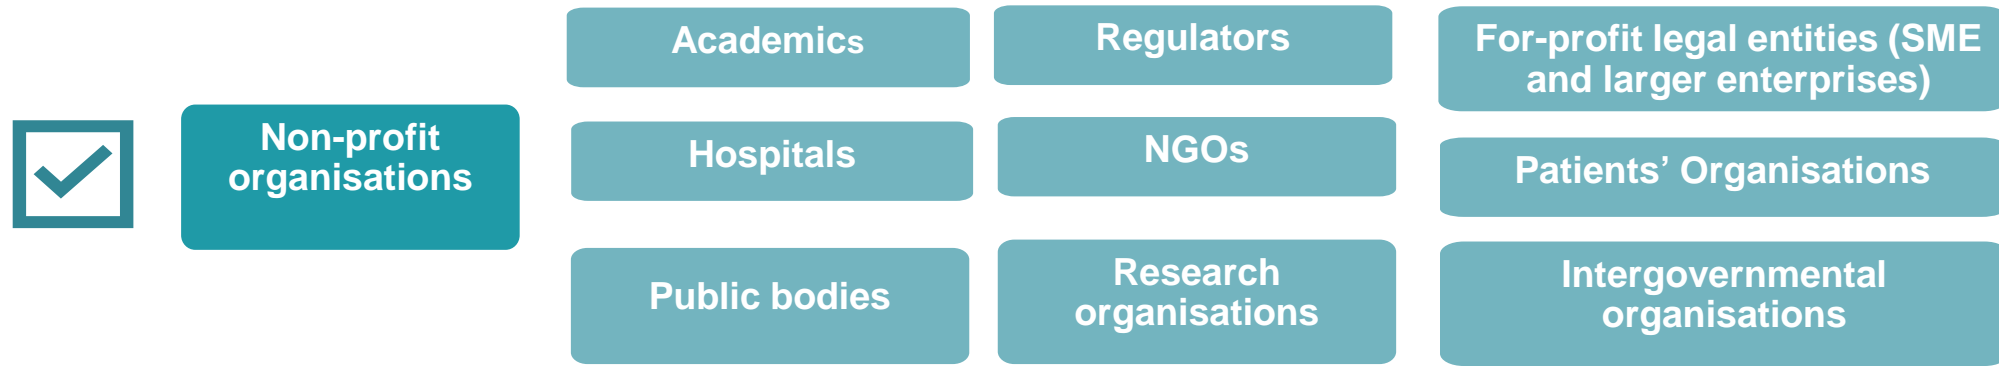 Non-profit
organisations
Academics
Hospitals
Public bodies
Regulators
NGOs
Research
organisations
For-profit legal entities (SME
and larger enterprises)
Patients’ Organisations
Intergovernmental
organisations